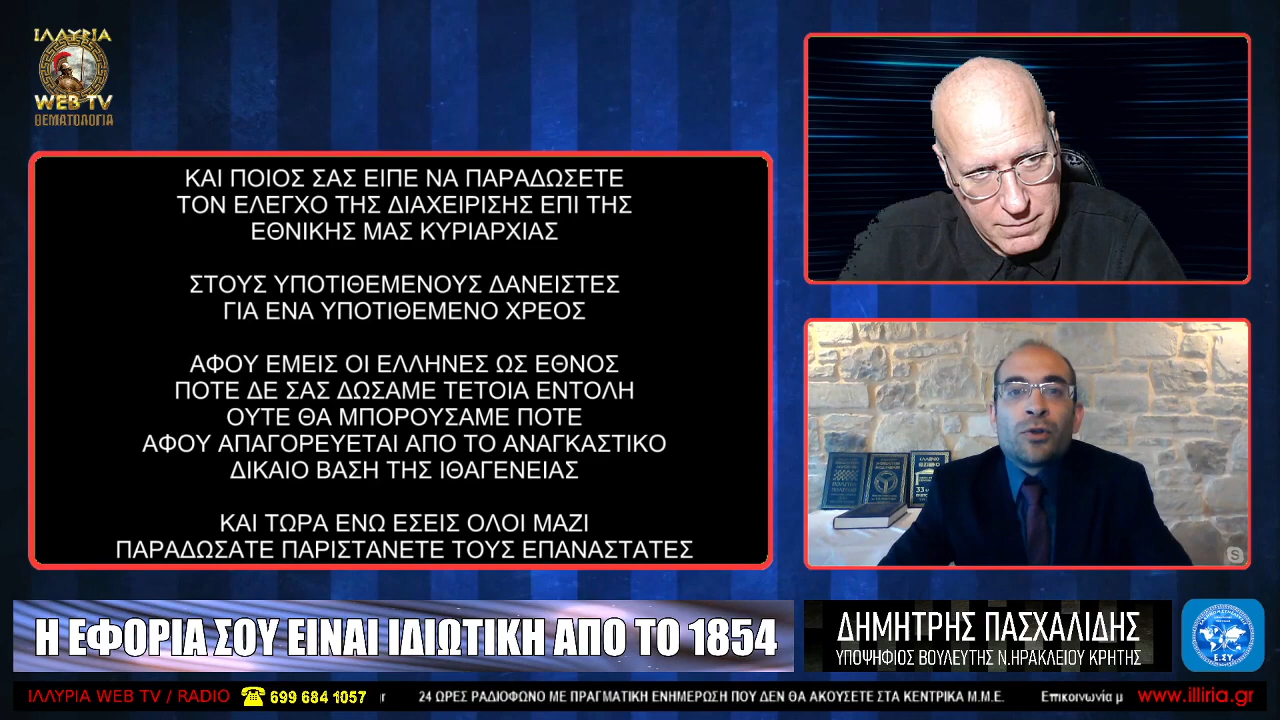 ΙΛΛΥΡΙΑ
WEB TV
ΘΕΜΑΤΟΛΟΓΙΑ
ΚΑΙ ΠΟΙΟΣ ΣΑΣ ΕΙΠΕ ΝΑ ΠΑΡΑΔΩΣΕΤΕ
ΤΟΝ ΕΛΕΓΧΟ ΤΗΣ ΔΙΑΧΕΙΡΙΣΗΣ ΕΠΙ ΤΗΣ
ΕΘΝΙΚΗΣ ΜΑΣ ΚΥΡΙΑΡΧΙΑΣ
ΣΤΟΥΣ ΥΠΟΤΙΘΕΜΕΝΟΥΣ ΔΑΝΕΙΣΤΕΣ
ΓΙΑ ΕΝΑ ΥΠΟΤΙΘΕΜΕΝΟ ΧΡΕΟΣ
ΑΦΟΥ ΕΜΕΙΣ ΟΙ ΕΛΛΗΝΕΣ ΩΣ ΕΘΝΟΣ
ΠΟΤΕ ΔΕ ΣΑΣ ΔΩΣΑΜΕ ΤΕΤΟΙΑ ΕΝΤΟΛΗ
ΟΥΤΕ ΘΑ ΜΠΟΡΟΥΣΑΜΕ ΠΟΤΕ
ΑΦΟΥ ΑΠΑΓΟΡΕΥΕΤΑΙ ΑΠΟ ΤΟ ΑΝΑΓΚΑΣΤΙΚΟ
ΔΙΚΑΙΟ ΒΑΣΗ ΤΗΣ ΙΘΑΓΕΝΕΙΑΣ
ΚΑΙ ΤΩΡΑ ΕΝΩ ΕΣΕΙΣ ΟΛΟΙ ΜΑΖΙ
ΠΑΡΑΔΩΣΑΤΕ ΠΑΡΙΣΤΑΝΕΤΕ ΤΟΥΣ ΕΠΑΝΑΣΤΑΤΕΣ
Η ΕΦΟΡΙΑ ΣΟΥ ΕΙΝΑΙ ΙΔΙΩΤΙΚΗ ΑΠΟ ΤΟ 1854
ΔΗΜΗΤΡΗΣ ΠΑΣΧΑΛΙΔΗΣ
ΥΠΟΨΗΦΙΟΣ ΒΟΥΛΕΥΤΗΣ Ν.ΗΡΑΚΛΕΙΟΥ ΚΡΗΤΗΣ
Ε.ΣΥ.
ΙΛΛΥΡΙΑ WEB TV / RADIO ☎ 699 684 1057 r 24 ΩΡΕΣ ΡΑΔΙΟΦΩΝΟ ΜΕ ΠΡΑΓΜΑΤΙΚΗ ΕΝΗΜΕΡΩΣΗ ΠΟΥ ΔΕΝ ΘΑ ΑΚΟΥΣΕΤΕ ΣΤΑ ΚΕΝΤΡΙΚΑ Μ.Μ.Ε. Επικοινωνία μ www.illiria.gr